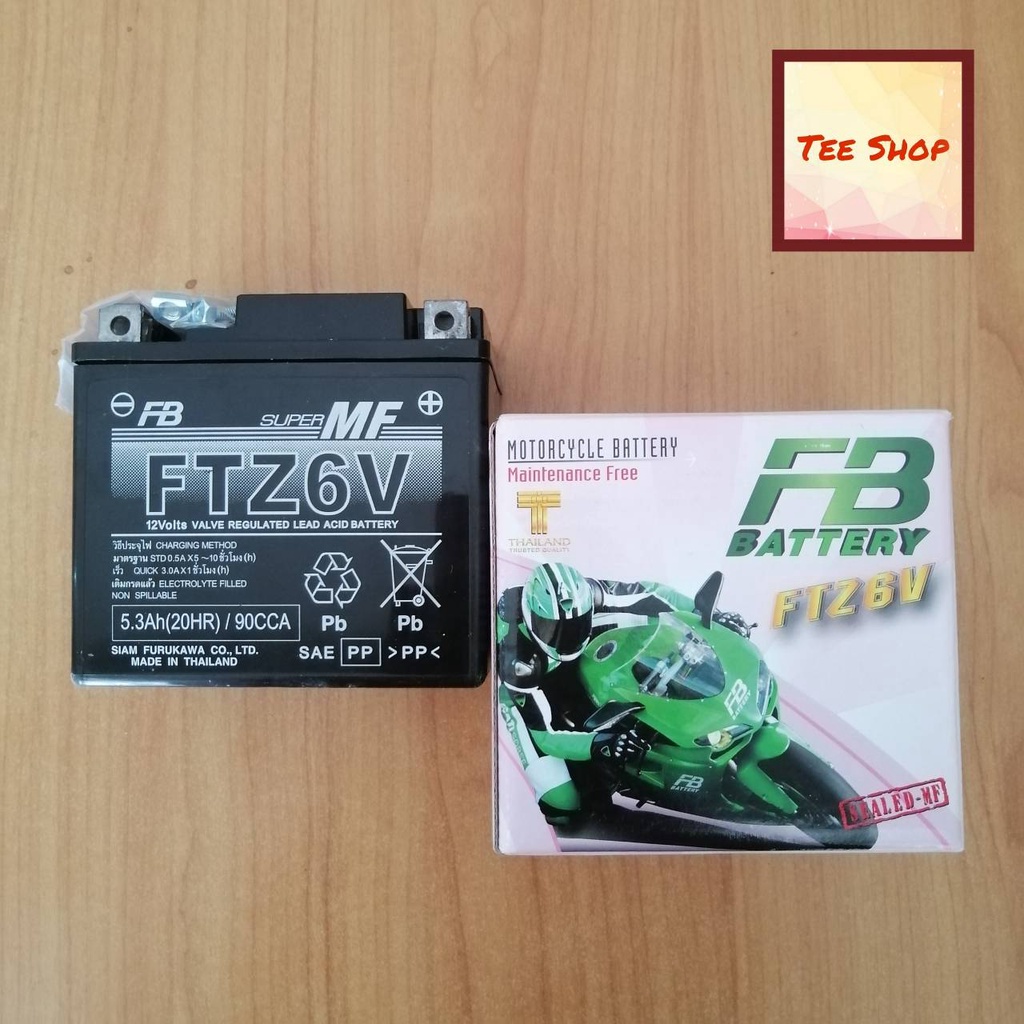 TEE SHOP
FB SUPER MF
FTZ6V
12Volts VALVE REGULATED LEAD ACID BATTERY
วิธีประจุไฟ CHARGING METHOD
มาตรฐาน STD 0.5A X 5 ~10 ชั่วโมง(h)
เร็ว QUICK 3.0A X 1 ชั่วโมง(h)
เติมกรดแล้ว ELECTROLYTE FILLED
NON SPILLABLE
5.3Ah(20HR) / 90CCA
Pb Pb
SIAM FURUKAWA CO., LTD.
MADE IN THAILAND
SAE PP >PP<
MOTORCYCLE BATTERY
Maintenance Free
THAILAND
TRUSTED QUALITY
FB
BATTERY
FTZ6V
FB
BATTERY
FB
BATTERY
SEALED-MF